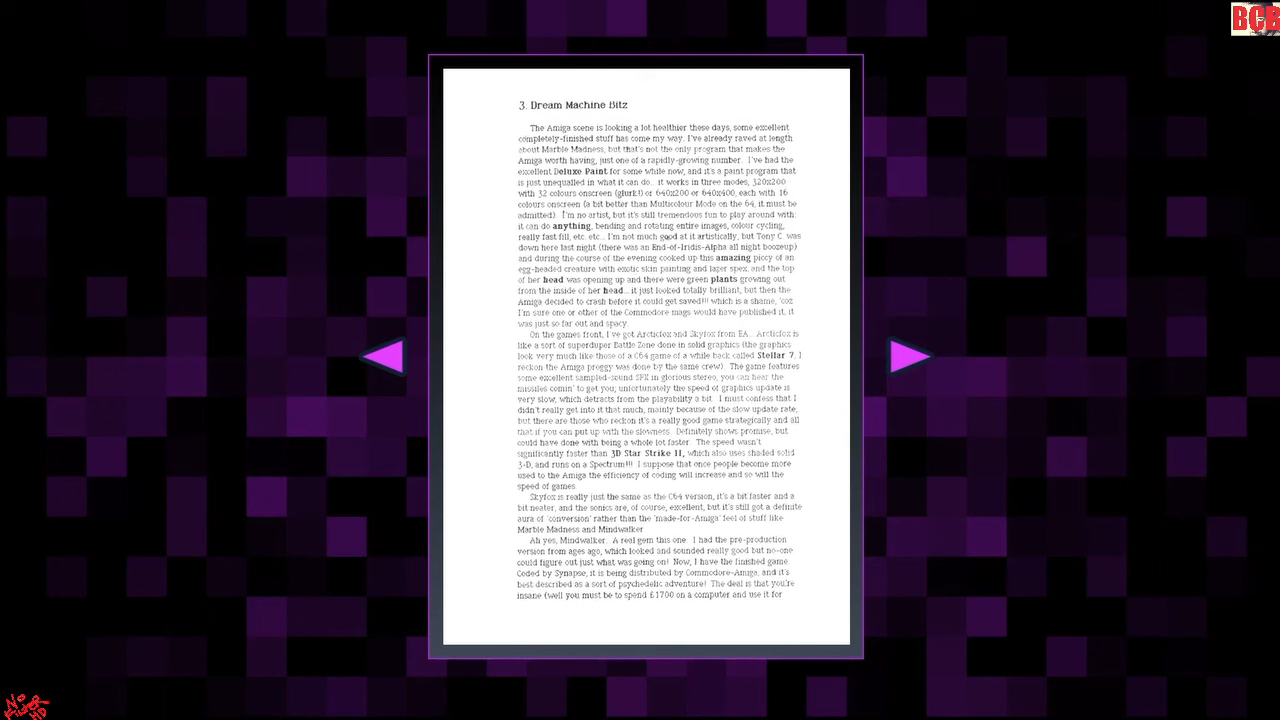 BCB
3. Dream Machine Bitz
The Amiga scene is looking a lot healthier these days, some excellent
completely-finished stuff has come my way. I've already raved at length
about Marble Madness, but that's not the only program that makes the
Amiga worth having, just one of a rapidly-growing number. I've had the
excellent Deluxe Paint for some while now, and it's a paint program that
is just unequalled in what it can do... it works in three modes, 320x200
with 32 colours onscreen (glurk!) or 640x200 or 640x400, each with 16
colours onscreen (a bit better than Multicolour Mode on the 64, it must be
admitted). I'm no artist, but it's still tremendous fun to play around with:
it can do anything, bending and rotating entire images, colour cycling,
really fast fill, etc. etc... I'm not much good at it artistically, but Tony C. was
down here last night (there was an End-of-Iridis-Alpha all night boozeup)
and during the course of the evening cooked up this amazing piccy of an
egg-headed creature with exotic skin painting and lazer spex, and the top
of her head was opening up and there were green plants growing out
from the inside of her head... it just looked totally brilliant, but then the
Amiga decided to crash before it could get saved!!! which is a shame, 'coz
I'm sure one or other of the Commodore mags would have published it, it
was just so far out and spacy.
On the games front, I've got Arcticfox and Skyfox from EA... Arcticfox is
like a sort of superduper Battle Zone done in solid graphics (the graphics
look very much like those of a C64 game of a while back called Stellar 7, I
reckon the Amiga proggy was done by the same crew). The game features
some excellent sampled-sound SFX in glorious stereo, you can hear the
missiles comin' to get you; unfortunately the speed of graphics update is
very slow, which detracts from the playability a bit. I must confess that I
didn't really get into it that much, mainly because of the slow update rate,
but there are those who reckon it's a really good game strategically and all
that if you can put up with the slowness. Definitely shows promise, but
could have done with being a whole lot faster. The speed wasn't
significantly faster than 3D Star Strike II, which also uses shaded solid
3-D, and runs on a Spectrum!!! I suppose that once people become more
used to the Amiga the efficiency of coding will increase and so will the
speed of games.
Skyfox is really just the same as the C64 version, it's a bit faster and a
bit neater, and the sonics are, of course, excellent, but it's still got a definite
aura of 'conversion' rather than the 'made-for-Amiga' feel of stuff like
Marble Madness and Mindwalker.
Ah yes, Mindwalker. A real gem this one. I had the pre-production
version from ages ago, which looked and sounded really good but no-one
could figure out just what was going on! Now, I have the finished game.
Coded by Synapse, it is being distributed by Commodore-Amiga, and it's
best described as a sort of psychedelic adventure! The deal is that you're
insane (well you must be to spend £1700 on a computer and use it for